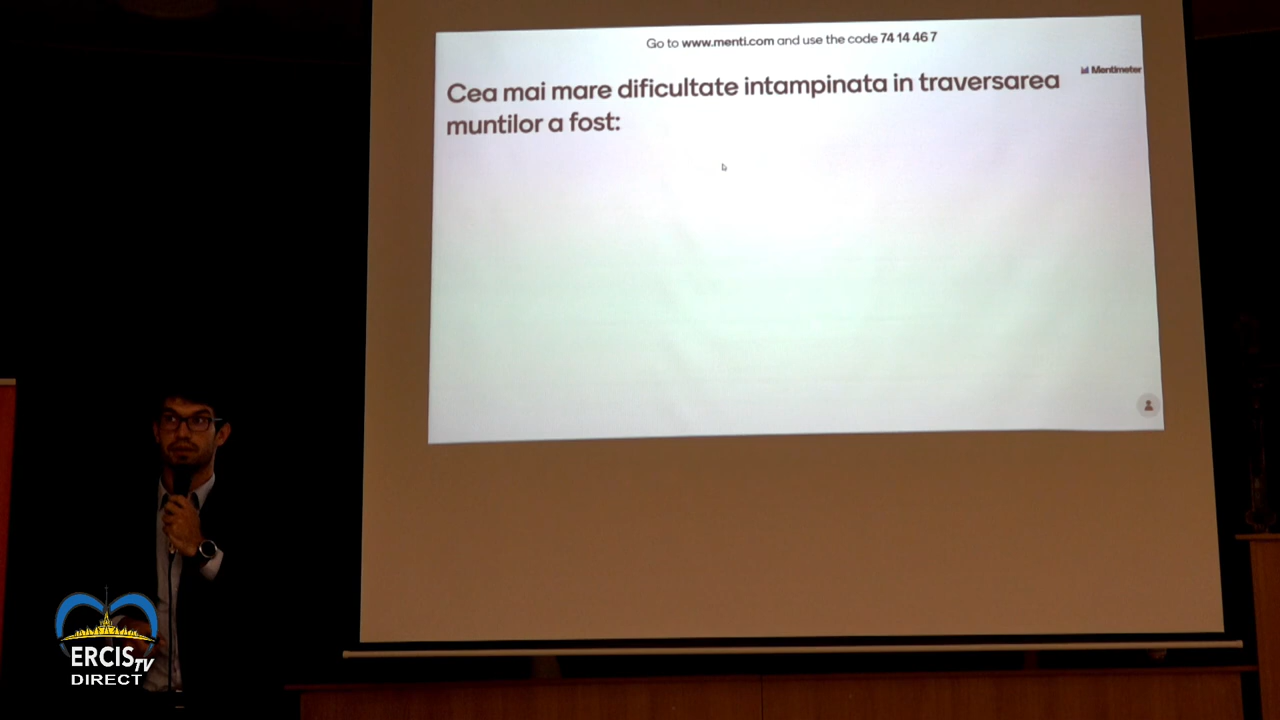 Go to www.menti.com and use the code 74 14 46 7
Mentimeter
Cea mai mare dificultate intampinata in traversarea
muntilor a fost:
ERCIS TV
DIRECT